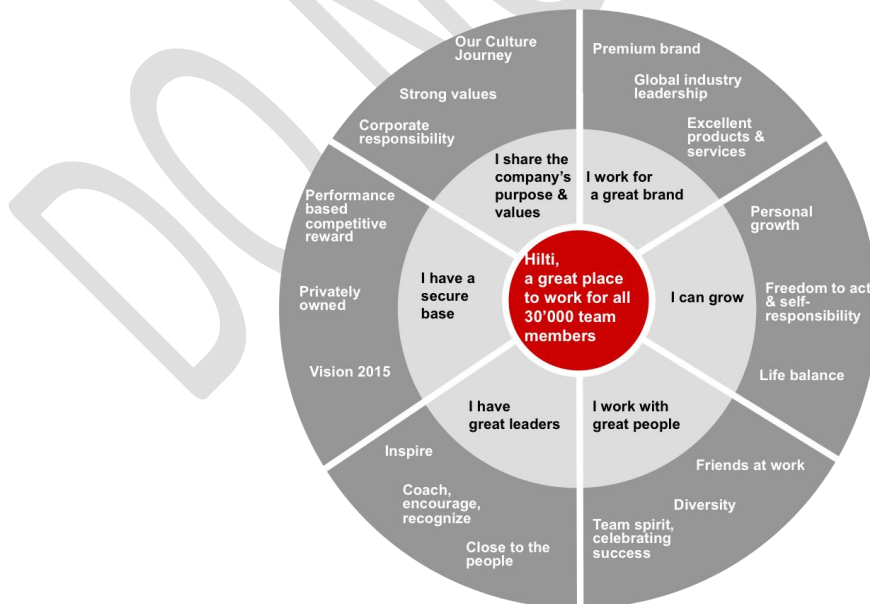 DO NO
Our Culture
Journey
Strong values
Corporate
responsibility
I share the
company’s
purpose &
values
Premium brand
Global industry
leadership
Excellent
products &
services
I work for
a great brand
Personal
growth
Freedom to act
& self-
responsibility
Life balance
I can grow
Friends at work
Diversity
Team spirit,
celebrating
success
I work with
great people
Inspire
Coach,
encourage,
recognize
Close to the
people
I have
great leaders
Performance
based
competitive
reward
Privately
owned
Vision 2015
I have a
secure
base
Hilti,
a great place
to work for all
30’000 team
members